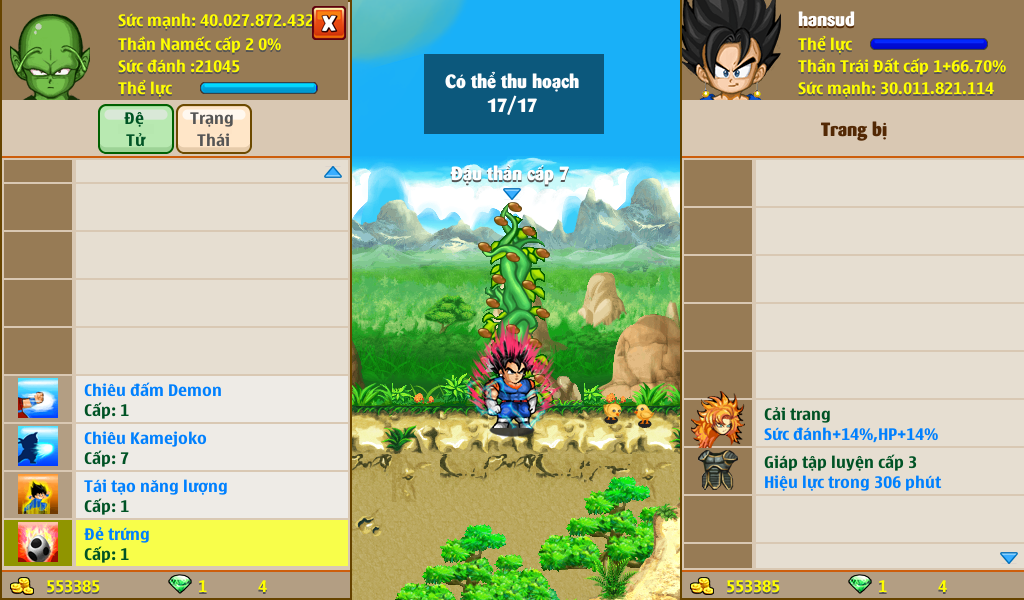 Sức mạnh: 40.027.872.432
X
Thần Namếc cấp 2 0%
Sức đánh :21045
Thể lực
Đệ
Tử
Trạng
Thái
Chiêu đấm Demon
Cấp: 1
Chiêu Kamejoko
Cấp: 7
Tái tạo năng lượng
Cấp: 1
Đẻ trứng
Cấp: 1
553385
1
4
Có thể thu hoạch
17/17
Đậu thần cấp 7
hansud
Thể lực
Thần Trái Đất cấp 1+66.70%
Sức mạnh: 30.011.821.114
Trang bị
Cải trang
Sức đánh+14%,HP+14%
Giáp tập luyện cấp 3
Hiệu lực trong 306 phút
553385
1
4